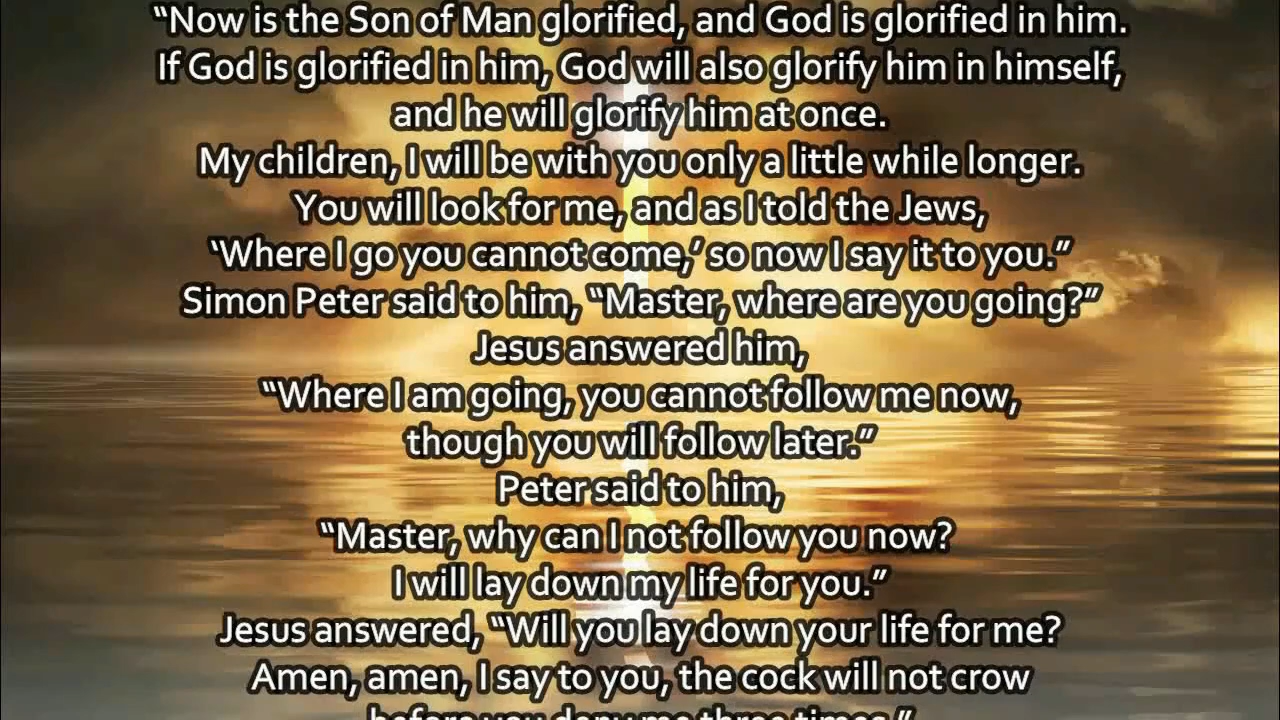 “Now is the Son of Man glorified, and God is glorified in him.
If God is glorified in him, God will also glorify him in himself,
and he will glorify him at once.
My children, I will be with you only a little while longer.
You will look for me, and as I told the Jews,
‘Where I go you cannot come,’ so now I say it to you.”
Simon Peter said to him, “Master, where are you going?”
Jesus answered him,
“Where I am going, you cannot follow me now,
though you will follow later.”
Peter said to him,
“Master, why can I not follow you now?
I will lay down my life for you.”
Jesus answered, “Will you lay down your life for me?
Amen, amen, I say to you, the cock will not crow
before you deny me three times.”